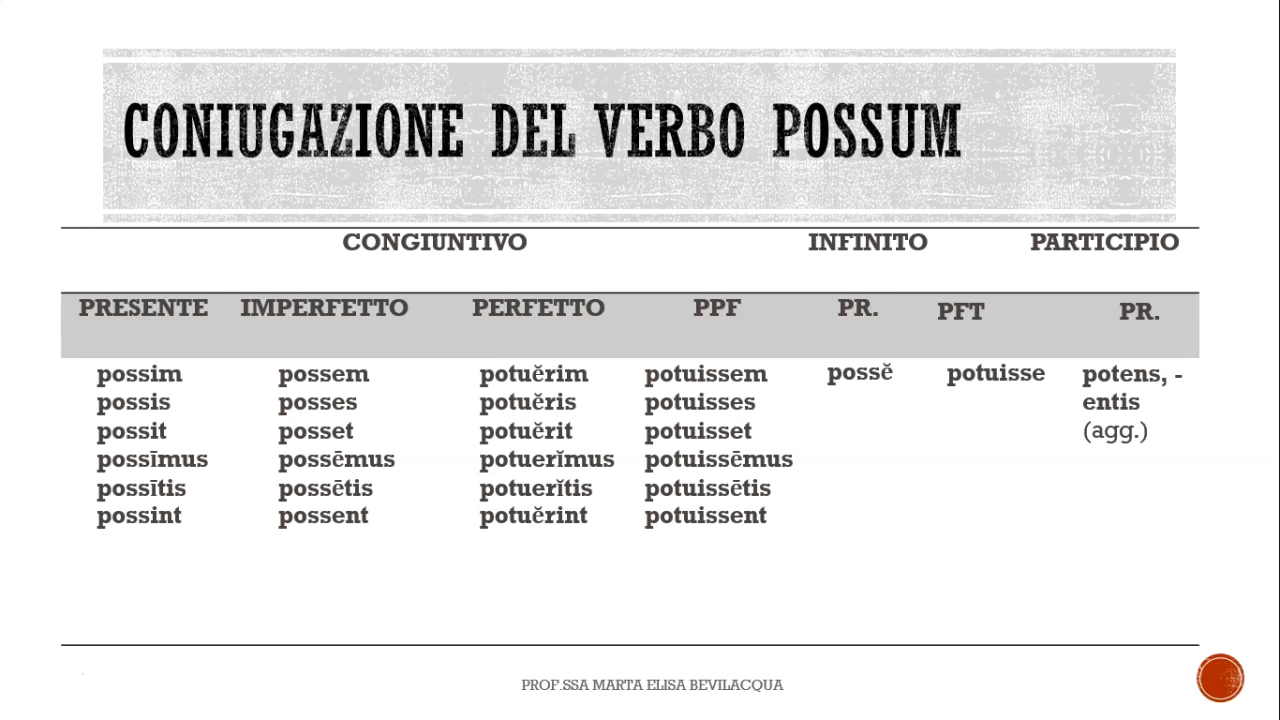 CONIUGAZIONE DEL VERBO POSSUM
CONGIUNTIVO INFINITO PARTICIPIO
PRESENTE IMPERFETTO PERFETTO PPF PR. PFT PR.
possim possem potuĕrim potuissem possĕ potuisse potens, -
possis posses potuĕris potuisses entis
possit posset potuĕrit potuisset (agg.)
possīmus possēmus potuerĭmus potuissēmus
possītis possētis potuerĭtis potuissētis
possint possent potuĕrint potuissent
PROF.SSA MARTA ELISA BEVILACQUA